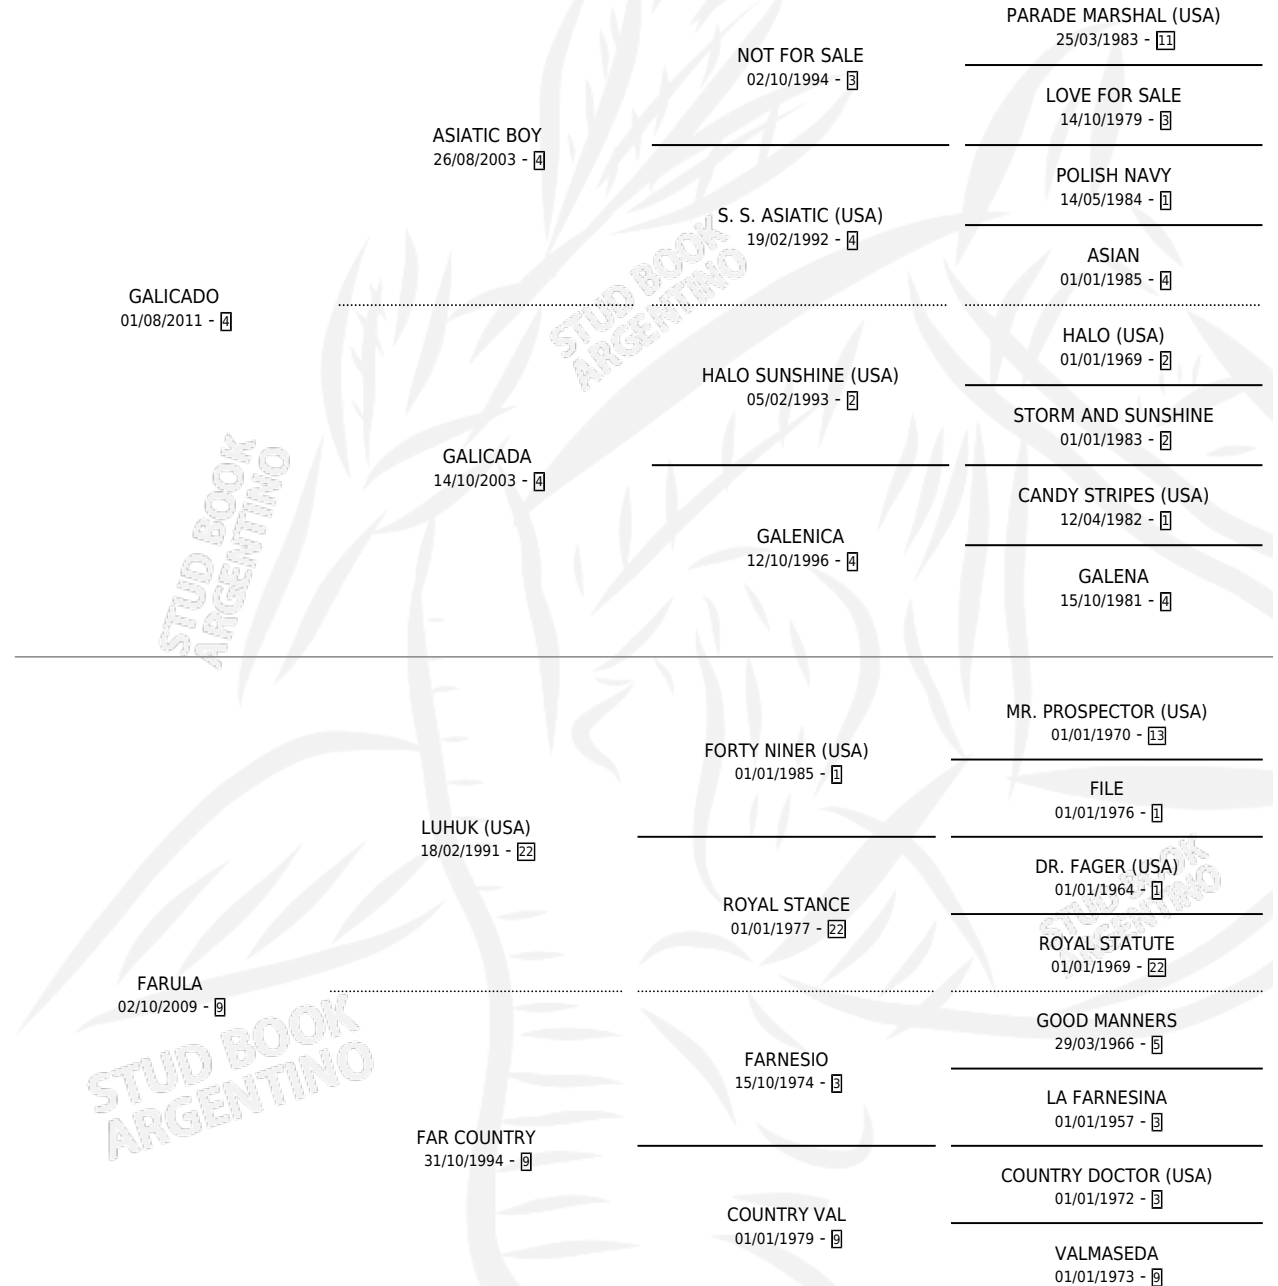 PARADE MARSHAL (USA)
25/03/1983 - 11
NOT FOR SALE
02/10/1994 - 3
LOVE FOR SALE
14/10/1979 - 3
ASIATIC BOY
26/08/2003 - 4
POLISH NAVY
14/05/1984 - 1
S. S. ASIATIC (USA)
19/02/1992 - 4
ASIAN
01/01/1985 - 4
GALICADO
01/08/2011 - 4
STUD BOOK
ARGENTINO
HALO (USA)
01/01/1969 - 2
HALO SUNSHINE (USA)
05/02/1993 - 2
STORM AND SUNSHINE
01/01/1983 - 2
GALICADA
14/10/2003 - 4
CANDY STRIPES (USA)
12/04/1982 - 1
GALENICA
12/10/1996 - 4
GALENA
15/10/1981 - 4
STUD BOOK
ARGENTINO
MR. PROSPECTOR (USA)
01/01/1970 - 13
FORTY NINER (USA)
01/01/1985 - 1
FILE
01/01/1976 - 1
LUHUK (USA)
18/02/1991 - 22
DR. FAGER (USA)
01/01/1964 - 1
ROYAL STANCE
01/01/1977 - 22
STUD BOOK
ARGENTINO
ROYAL STATUTE
01/01/1969 - 22
FARULA
02/10/2009 - 9
GOOD MANNERS
29/03/1966 - 5
STUD BOOK
ARGENTINO
FARNESIO
15/10/1974 - 3
LA FARNESINA
01/01/1957 - 3
FAR COUNTRY
31/10/1994 - 9
COUNTRY DOCTOR (USA)
01/01/1972 - 3
COUNTRY VAL
01/01/1979 - 9
VALMASEDA
01/01/1973 - 9